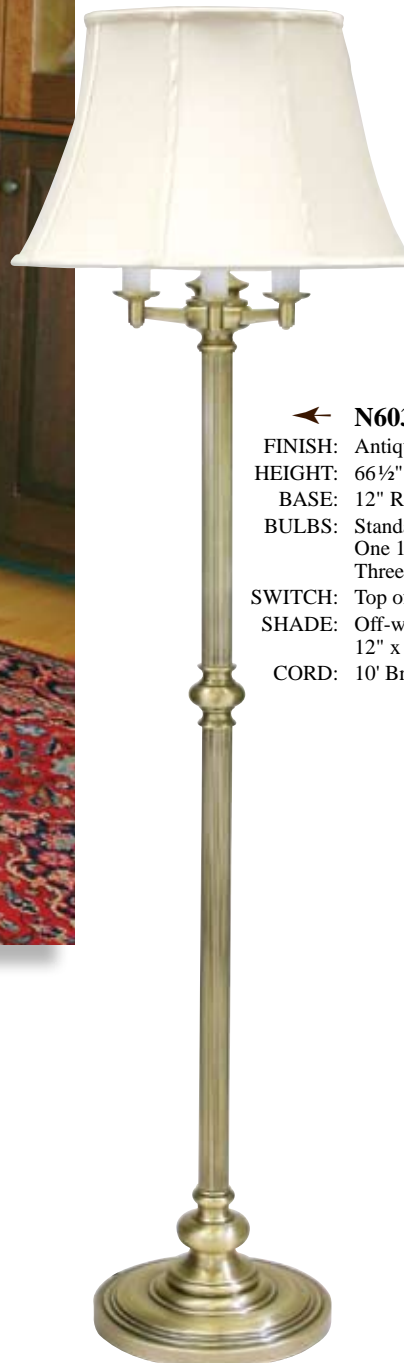 N603
FINISH: Antiq
HEIGHT: 66½"
BASE: 12" R
BULBS: Standa
One 1
Three
SWITCH: Top o
SHADE: Off-w
12" x
CORD: 10' Br